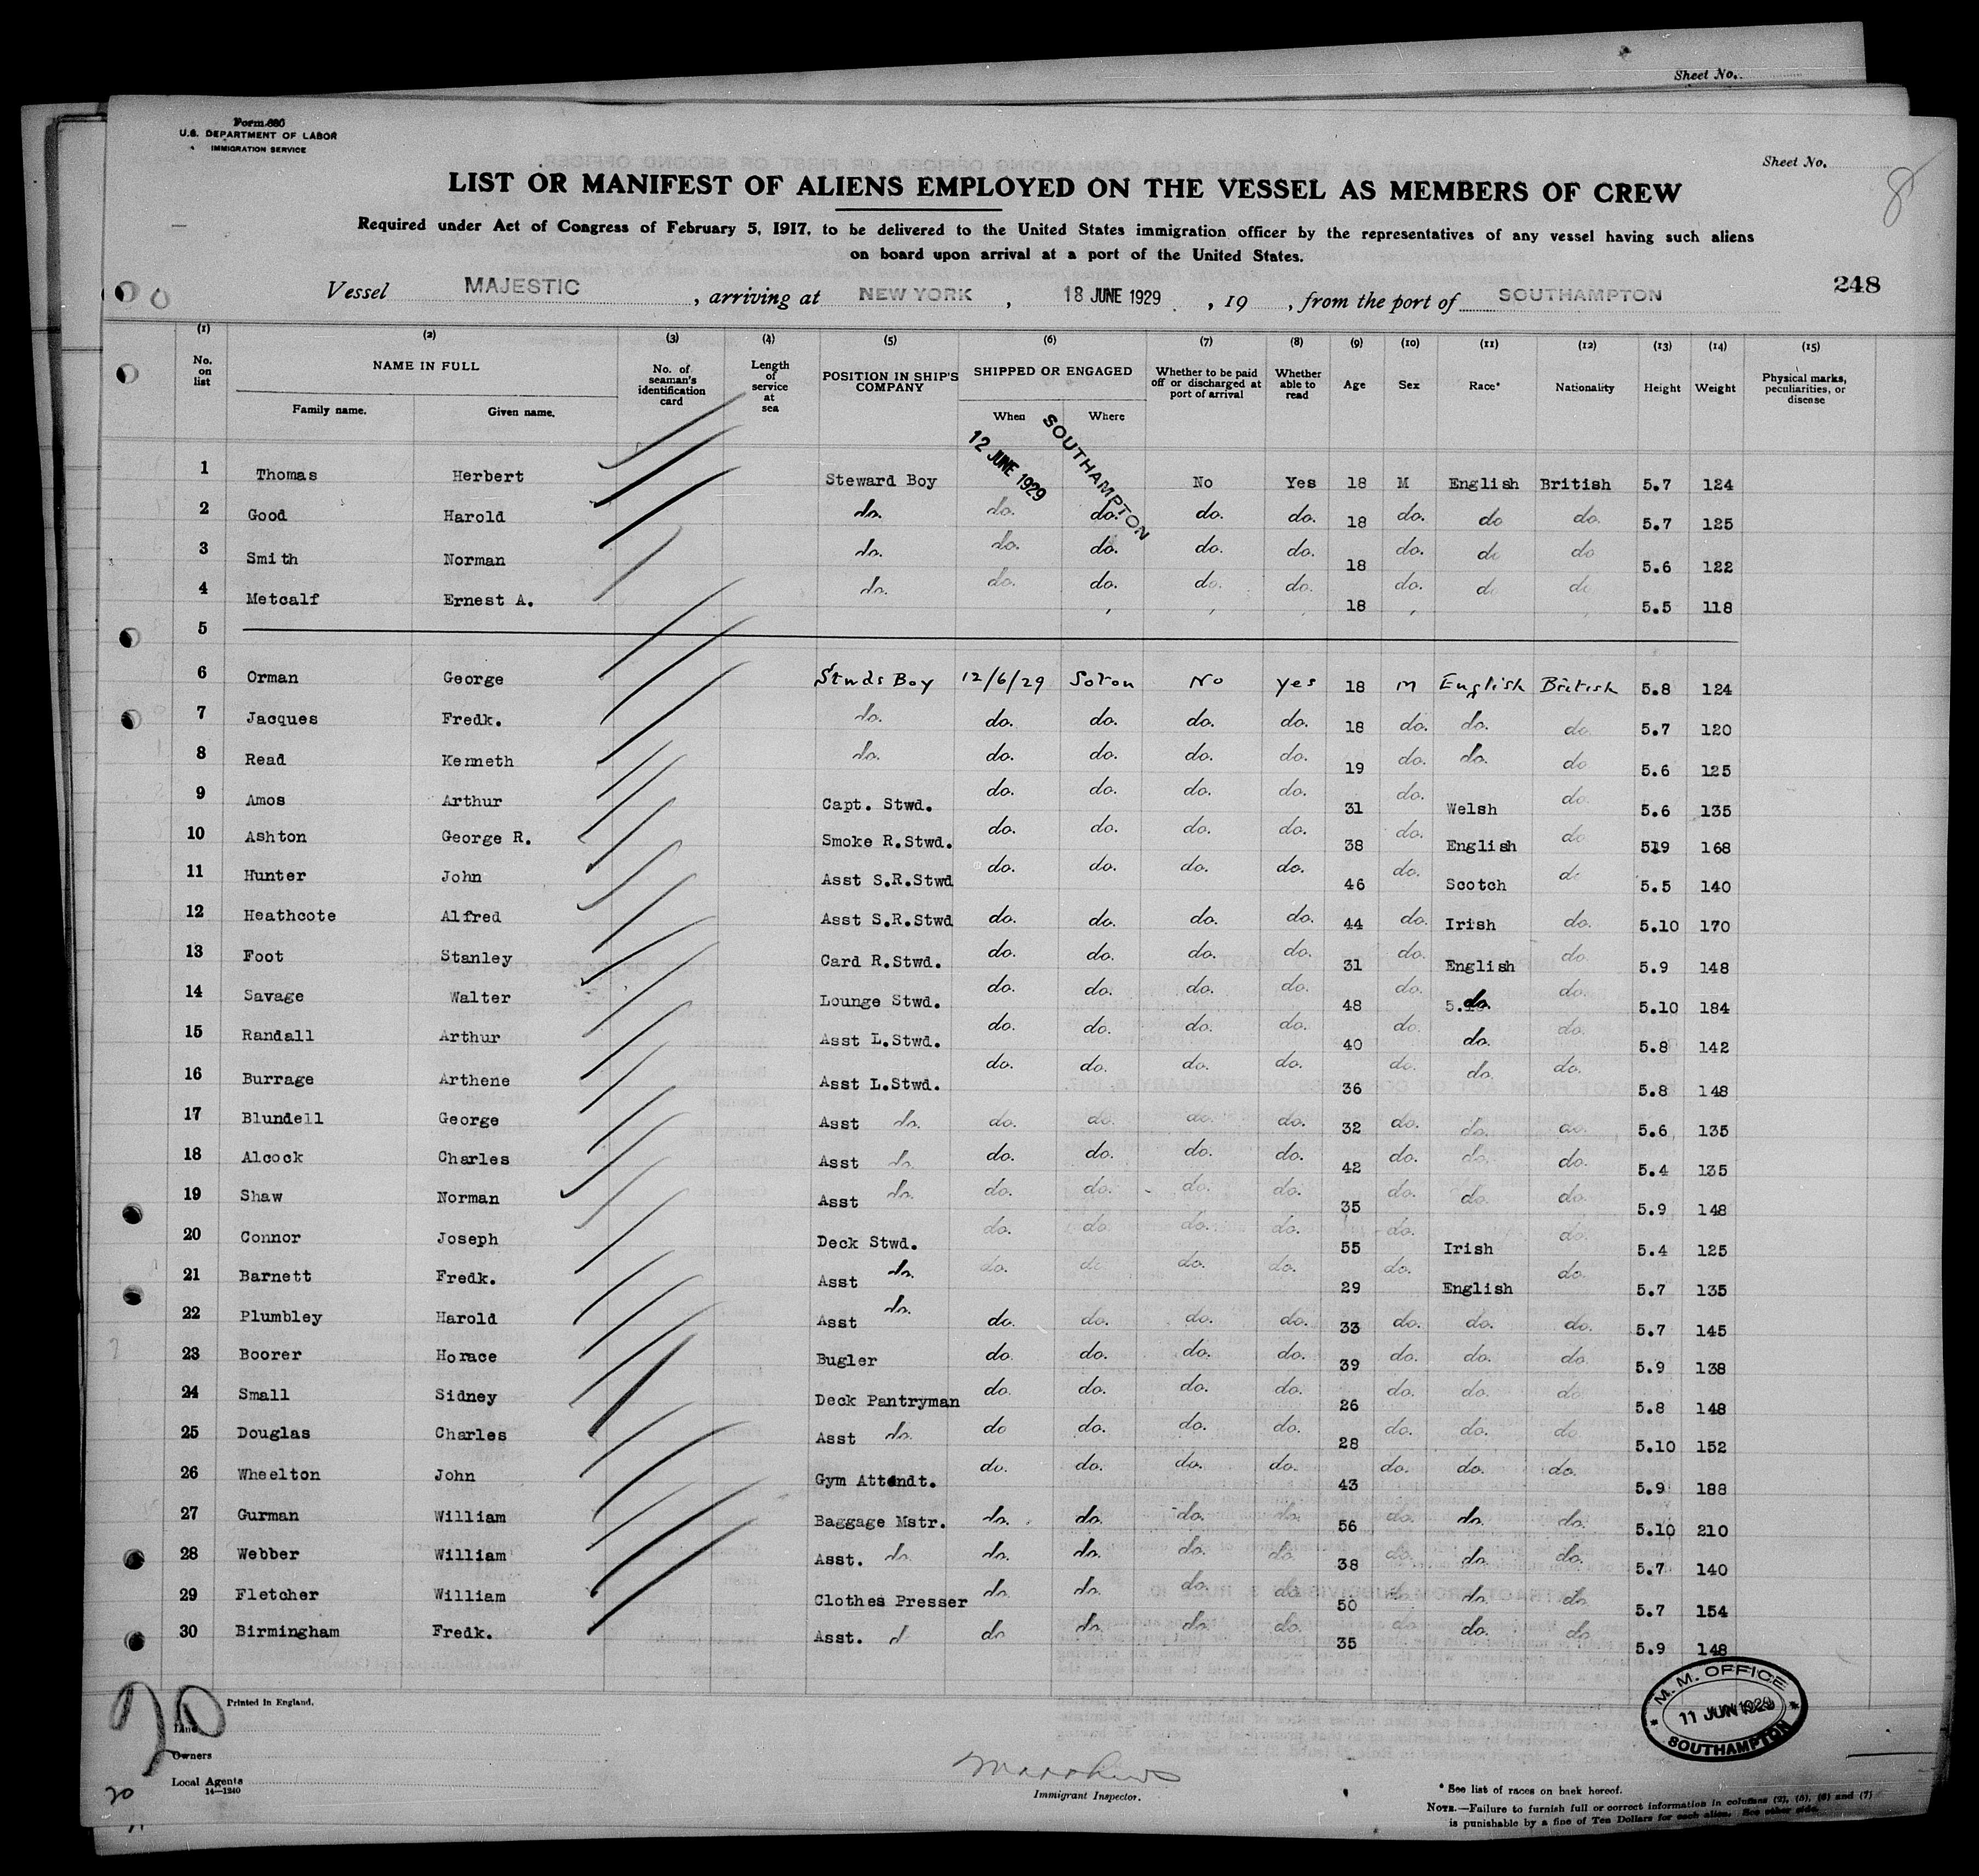 Sheet No.
Form 680
U.S. DEPARTMENT OF LABOR
IMMIGRATION SERVICE
Sheet No.
8
LIST OR MANIFEST OF ALIENS EMPLOYED ON THE VESSEL AS MEMBERS OF CREW
Required under Act of Congress of February 5, 1917, to be delivered to the United States immigration officer by the representatives of any vessel having such aliens
on board upon arrival at a port of the United States.
Vessel MAJESTIC, arriving at NEW YORK, 18 JUNE 1929, 19 , from the port of SOUTHAMPTON 248
(1) (2) (3) (4) (5) (6) (7) (8) (9) (10) (11) (12) (13) (14) (15)
No. on list NAME IN FULL Family name. Given name. No. of seaman's identification card Length of service at sea POSITION IN SHIP'S COMPANY SHIPPED OR ENGAGED When Where Whether to be paid off or discharged at port of arrival Whether able to read Age Sex Race* Nationality Height Weight Physical marks, peculiarities, or disease
12 JUNE 1929 SOUTHAMPTON
1 Thomas Herbert Steward Boy No Yes 18 M English British 5.7 124
2 Good Harold do. do. do. do. do. 18 do. do do. 5.7 125
3 Smith Norman do. do. do. do. do. 18 do. do do 5.6 122
4 Metcalf Ernest A. do. do. do. do. do. 18 do. do do 5.5 118
5
6 Orman George Stwds Boy 12/6/29 Soton No yes 18 M English British 5.8 124
7 Jacques Fredk. do. do. do. do. do. 18 do. do. do 5.7 120
8 Read Kenneth do. do. do. do. do. 19 do. do. do 5.6 125
9 Amos Arthur Capt. Stwd. do. do. do. do. 31 do. Welsh do. 5.6 135
10 Ashton George R. Smoke R.Stwd. do. do. do. do. 38 do. English do 519 168
11 Hunter John Asst S.R.Stwd do. do. do. do. 46 do. Scotch do 5.5 140
12 Heathcote Alfred Asst S.R.Stwd do. do. do. do. 44 do. Irish do. 5.10 170
13 Foot Stanley Card R.Stwd. do. do. do. do. 31 do. English do. 5.9 148
14 Savage Walter Lounge Stwd. do. do. do. do. 48 do. do. do. 5.10 184
15 Randall Arthur Asst L.Stwd. do. do. do. do. 40 do. do. do. 5.8 142
16 Burrage Arthene Asst L.Stwd. do. do. do. do. 36 do. do. do. 5.8 148
17 Blundell George Asst do. do. do. do. do. 32 do. do. do. 5.6 135
18 Alcock Charles Asst do. do. do. do. do. 42 do. do. do. 5.4 135
19 Shaw Norman Asst do. do. do. do. do. 35 do. do. do. 5.9 148
20 Connor Joseph Deck Stwd. do. do. do. do. 55 do. Irish do. 5.4 125
21 Barnett Fredk. Asst do. do. do. do. do. 29 do. English do. 5.7 135
22 Plumbley Harold Asst do. do. do. do. do. 33 do. do. do. 5.7 145
23 Boorer Horace Bugler do do. do. do. 39 do. do. do. 5.9 138
24 Small Sidney Deck Pantryman do do. do. do. 26 do. do. do 5.8 148
25 Douglas Charles Asst do. do do. do. do. 28 do. do. do 5.10 152
26 Wheelton John Gym Attendt. do. do. do. do. 43 do. do. do. 5.9 188
27 Gurman William Baggage Mstr. do. do. do. do. 56 do. do. do. 5.10 210
28 Webber William Asst. do. do. do. do. do. 38 do. do. do. 5.7 140
29 Fletcher William Clothes Presser do. do. do. do. 50 do. do. do. 5.7 154
30 Birmingham Fredk. Asst. d do do. do. do. 35 do. do. do 5.9 148
M. M. OFFICE
11 JUN 1929
SOUTHAMPTON
20
Printed in England.
Line
Owners
Local Agents
14—1240
20
Immigrant Inspector.
* See list of races on back hereof.
NOTE.—Failure to furnish full or correct information in columns (2), (5), (6) and (7)
is punishable by a fine of Ten Dollars for each alien. See other side.